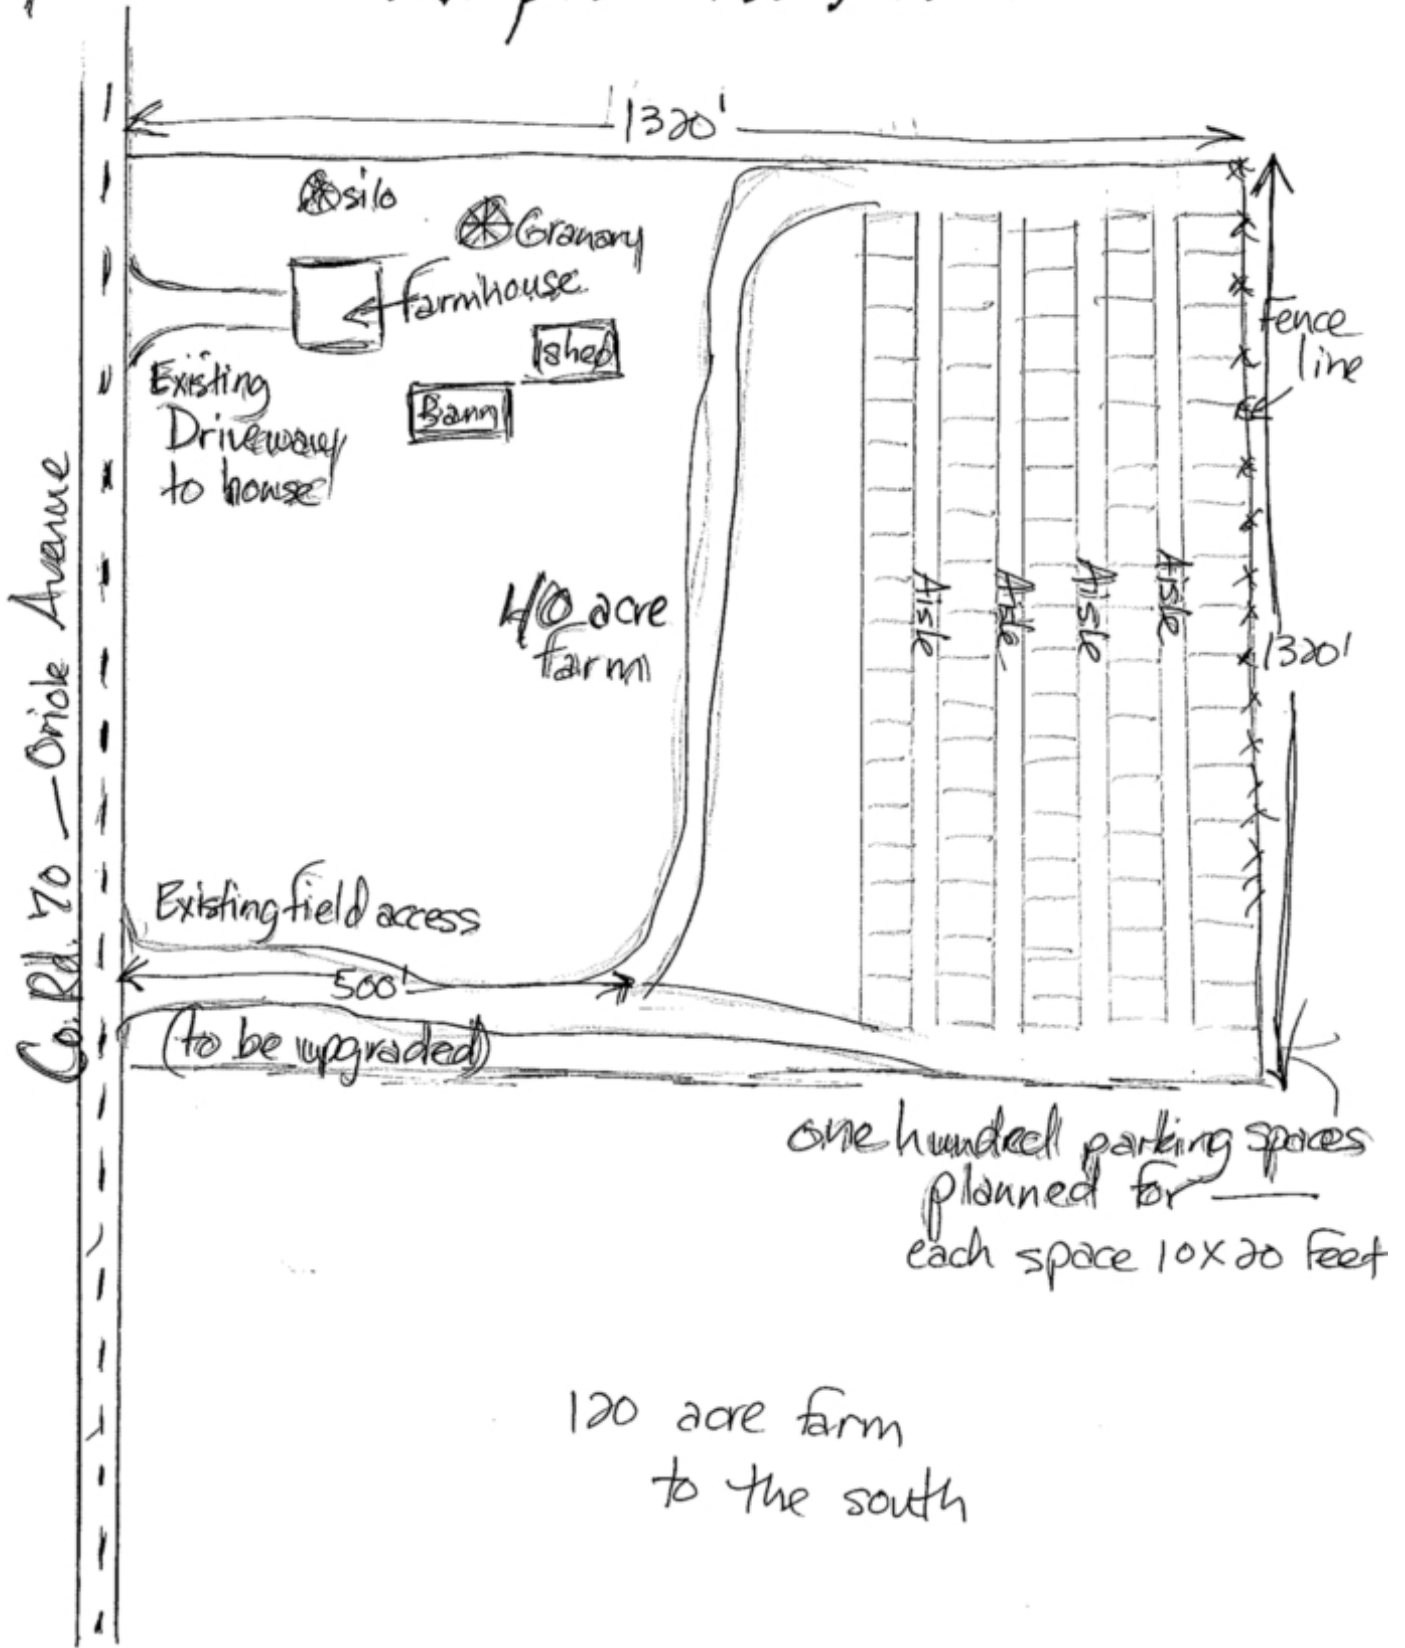 1320'
silo
Granary
farmhouse
shed
Barn
Existing
Driveway
to house
Fence
line
Co. Rd. 70 — Oriole Avenue
40 acre
farm
Aisle
Aisle
Aisle
Aisle
1320'
Existing field access
500'
(to be upgraded)
one hundred parking spaces
planned for —
each space 10x20 Feet
120 acre farm
to the south